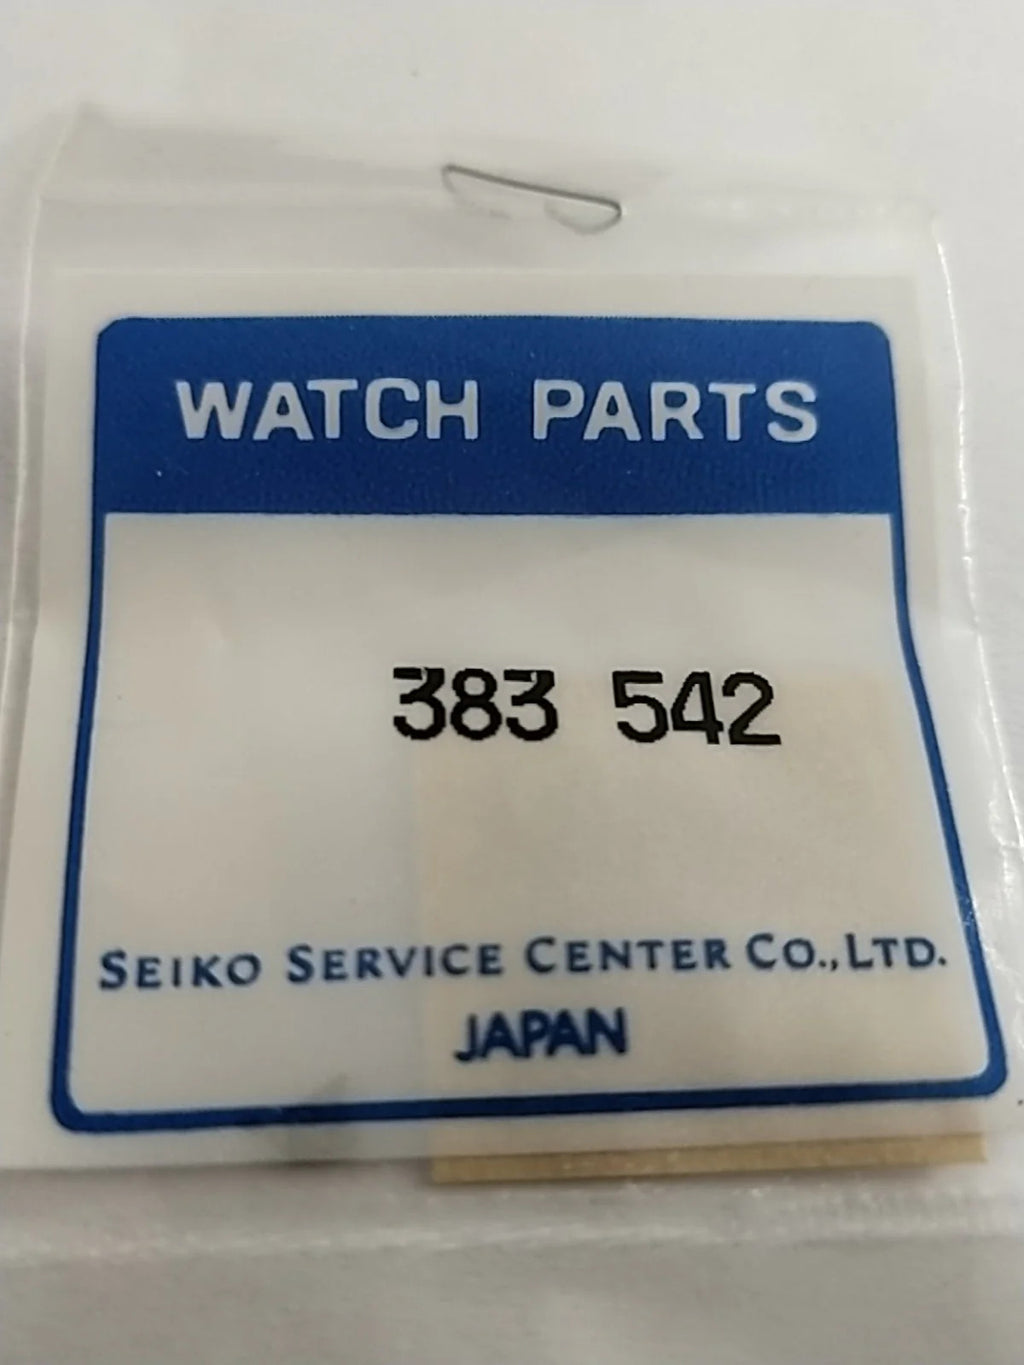 WATCH PARTS
383 542
SEIKO SERVICE CENTER CO., LTD.
JAPAN